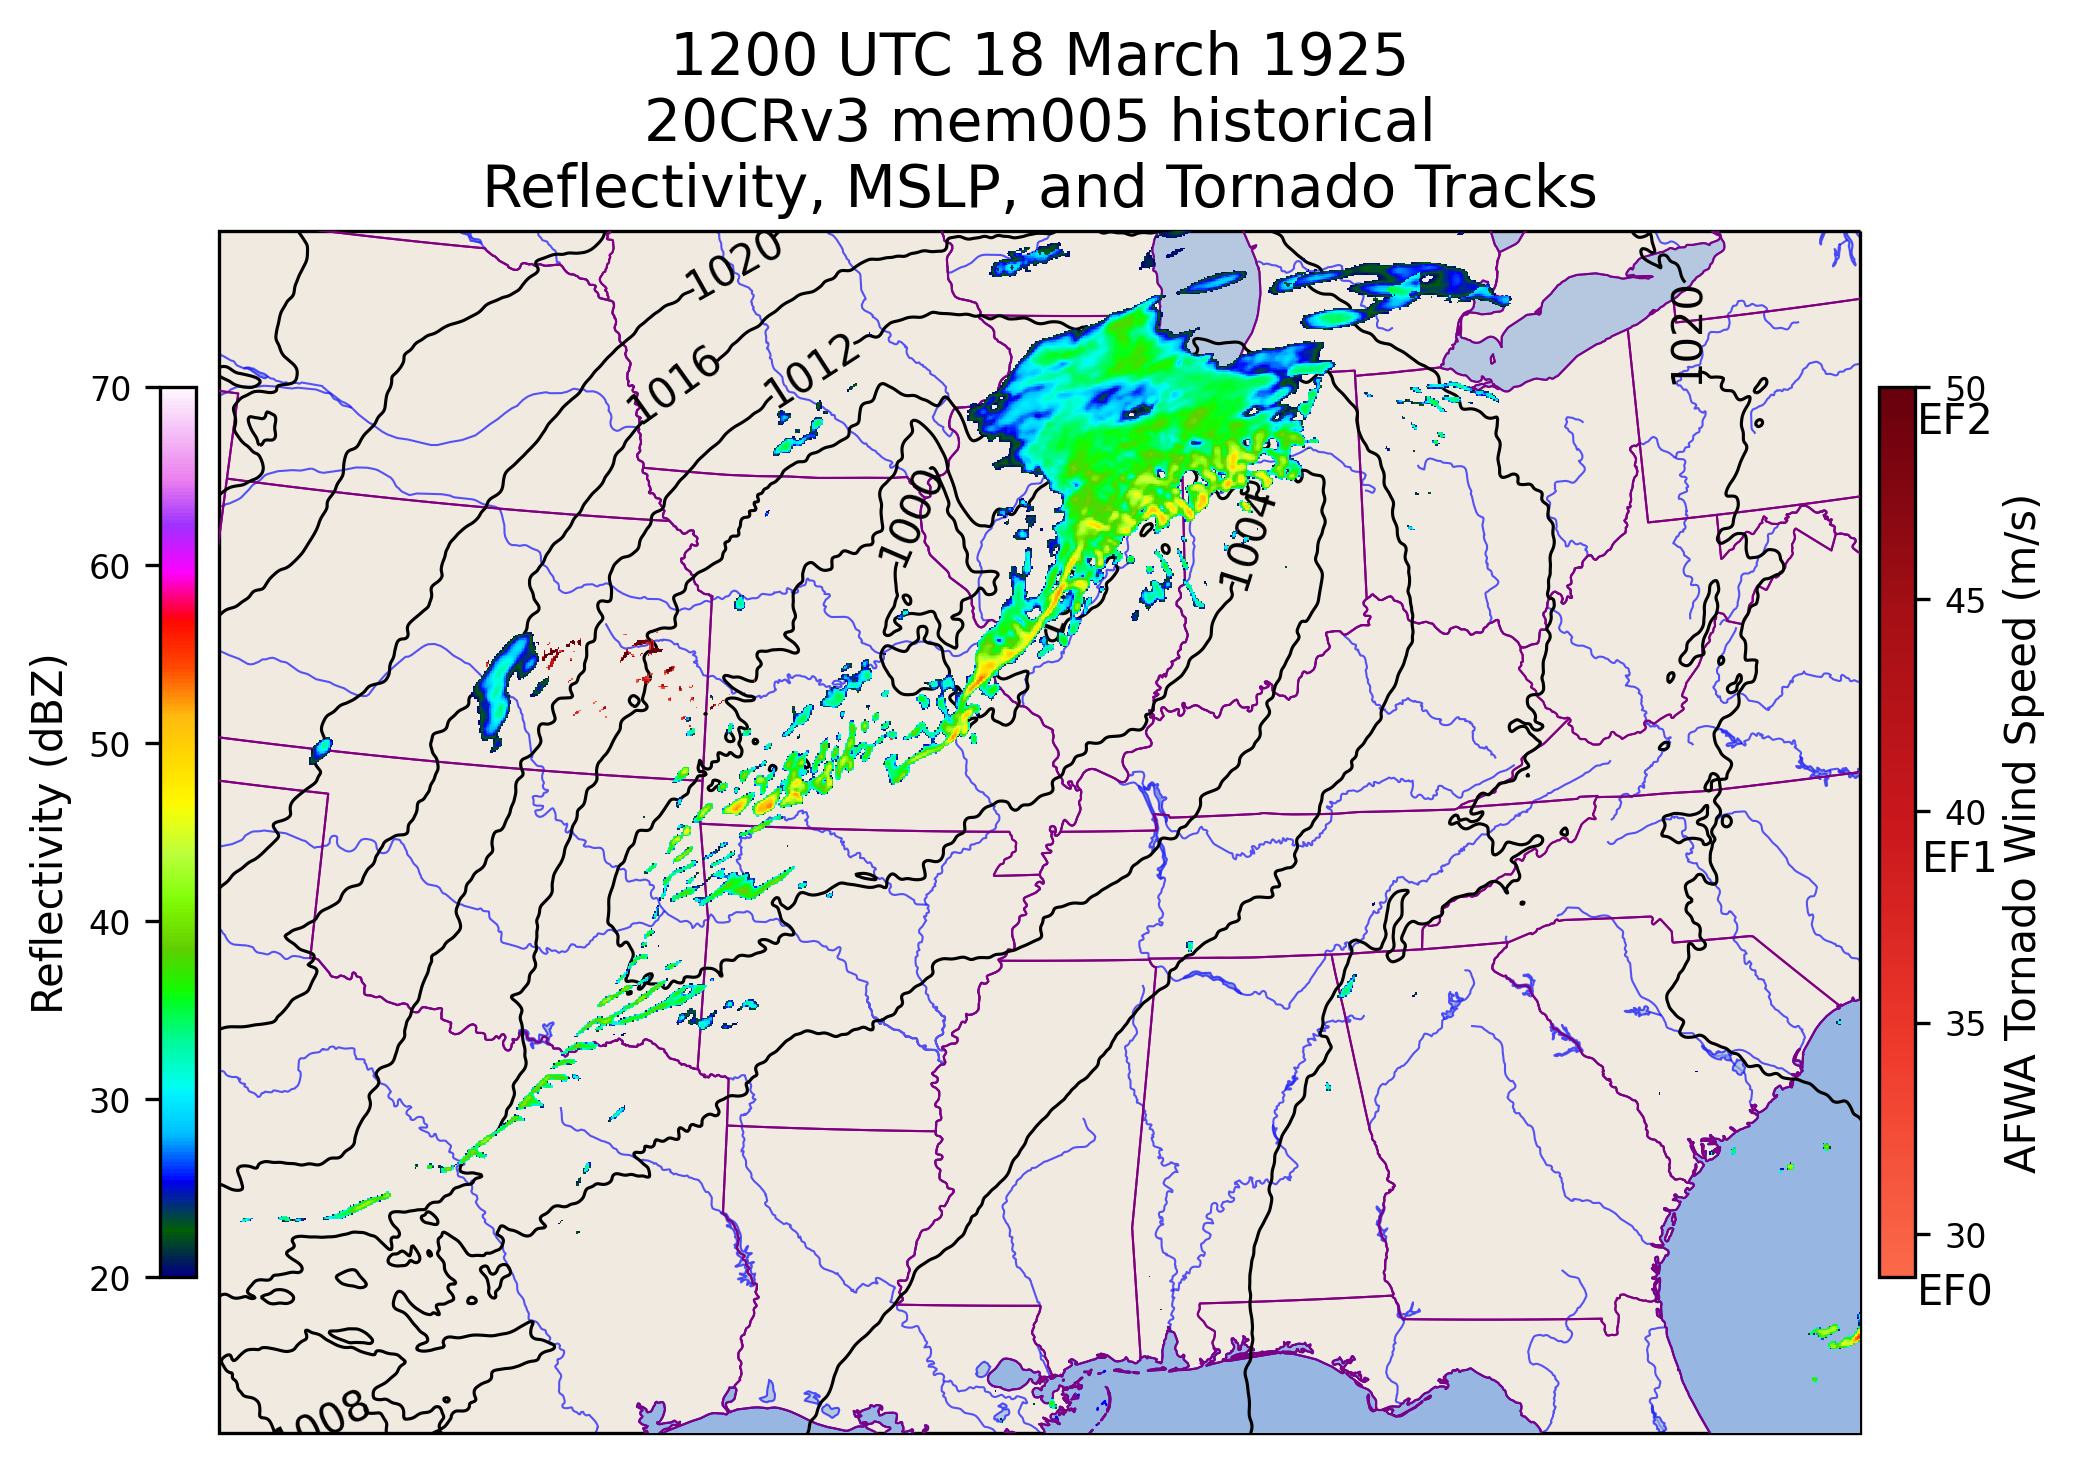 1200 UTC 18 March 1925
20CRv3 mem005 historical
Reflectivity, MSLP, and Tornado Tracks
Reflectivity (dBZ)
70
60
50
40
30
20
1020
1016
1012
1000
1004
1020
4
008
50
EF2
45
40
EF1
35
30
EF0
AFWA Tornado Wind Speed (m/s)